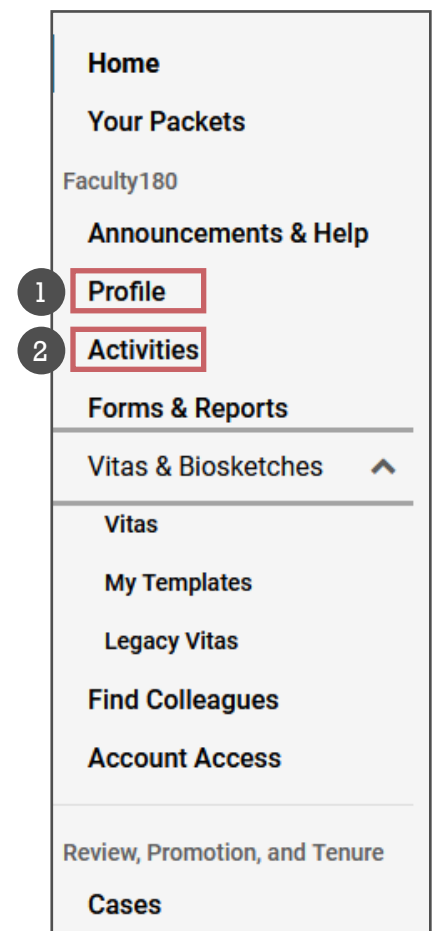 Home
Your Packets
Faculty180
Announcements & Help
1 Profile
2 Activities
Forms & Reports
Vitas & Biosketches
Vitas
My Templates
Legacy Vitas
Find Colleagues
Account Access
Review, Promotion, and Tenure
Cases